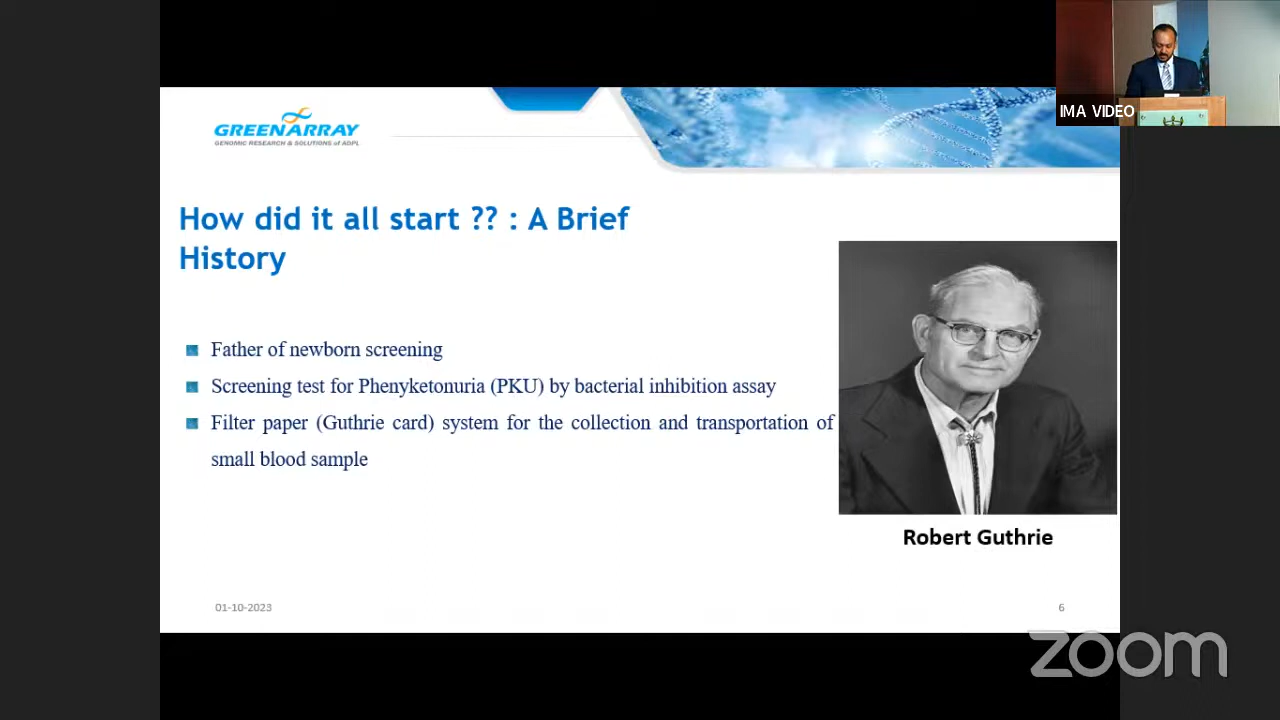 IMA VIDEO
GREENARRAY
GENOMIC RESEARCH & SOLUTIONS of ADPL
How did it all start ?? : A Brief
History
Father of newborn screening
Screening test for Phenyketonuria (PKU) by bacterial inhibition assay
Filter paper (Guthrie card) system for the collection and transportation of
small blood sample
Robert Guthrie
01-10-2023
6
zoom